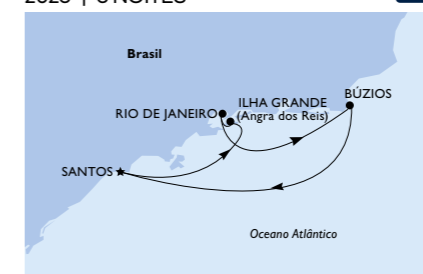 Brasil
BÚZIOS
ILHA GRANDE
RIO DE JANEIRO
(Angra dos Reis)
SANTOS
Oceano Atlântico